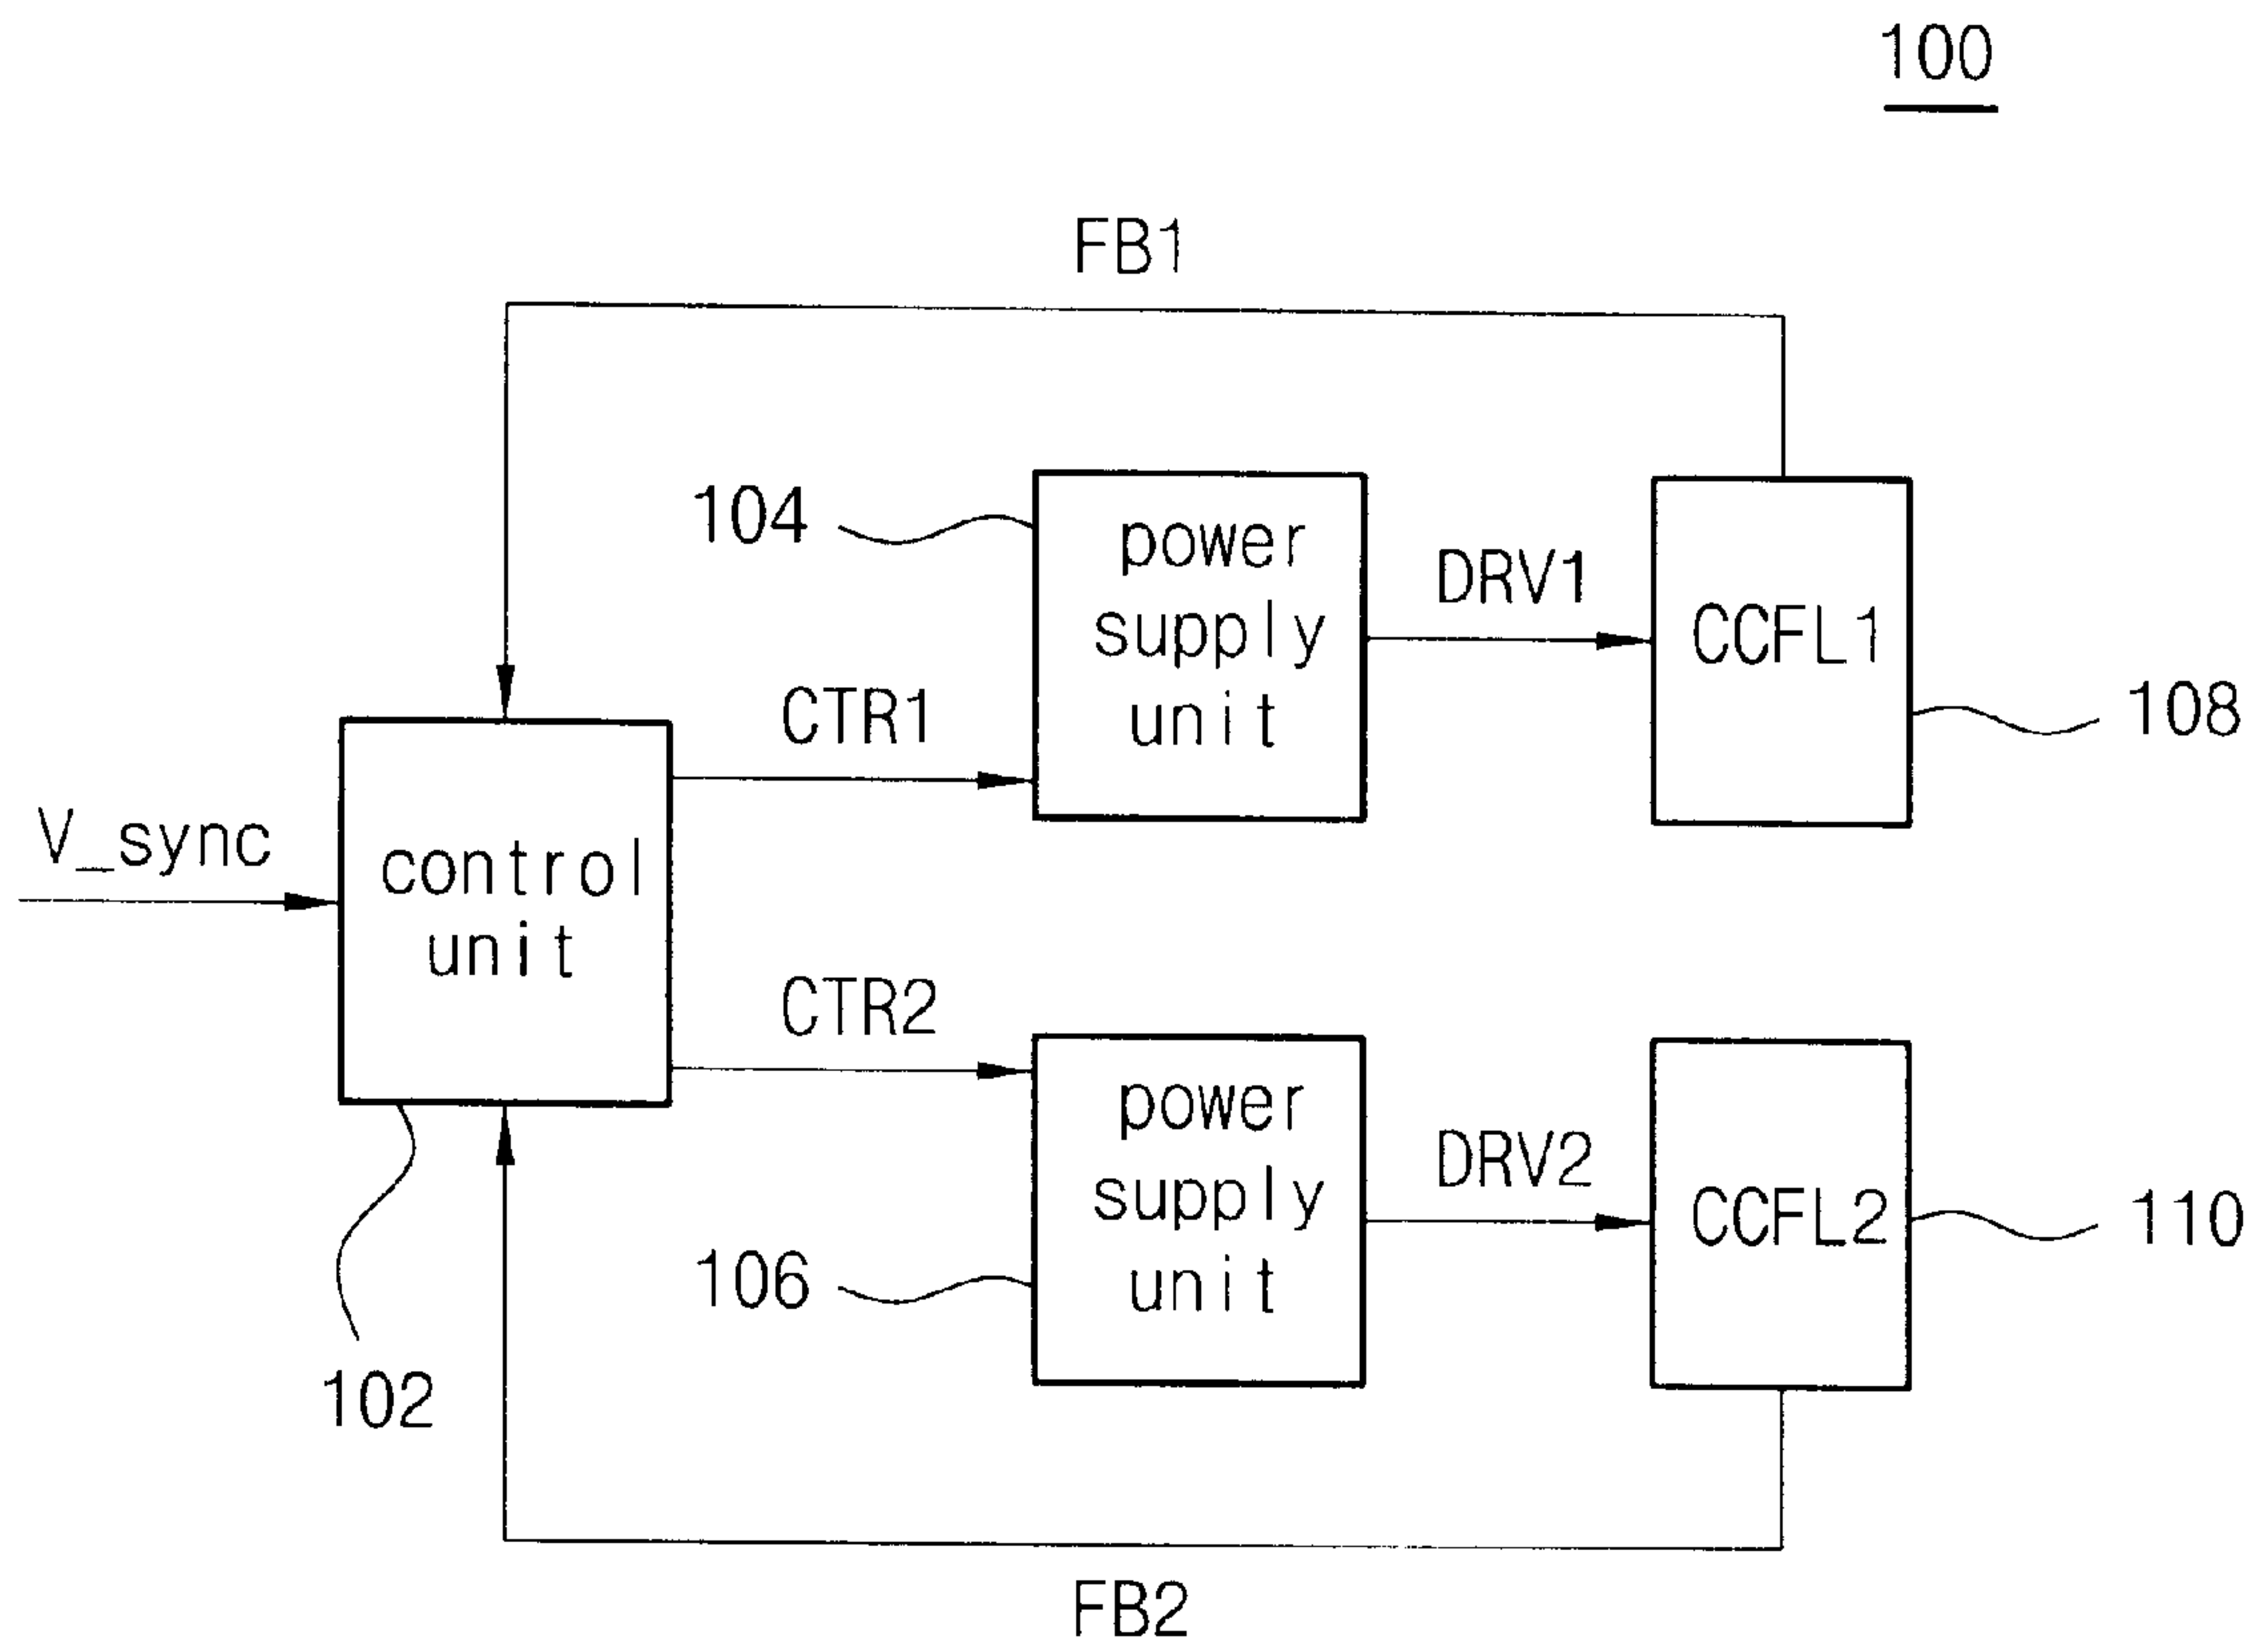 100
FB1
104
power
supply
unit
DRV1
CCFL1
108
CTR1
V_sync
control
unit
102
CTR2
power
supply
unit
106
DRV2
CCFL2
110
FB2